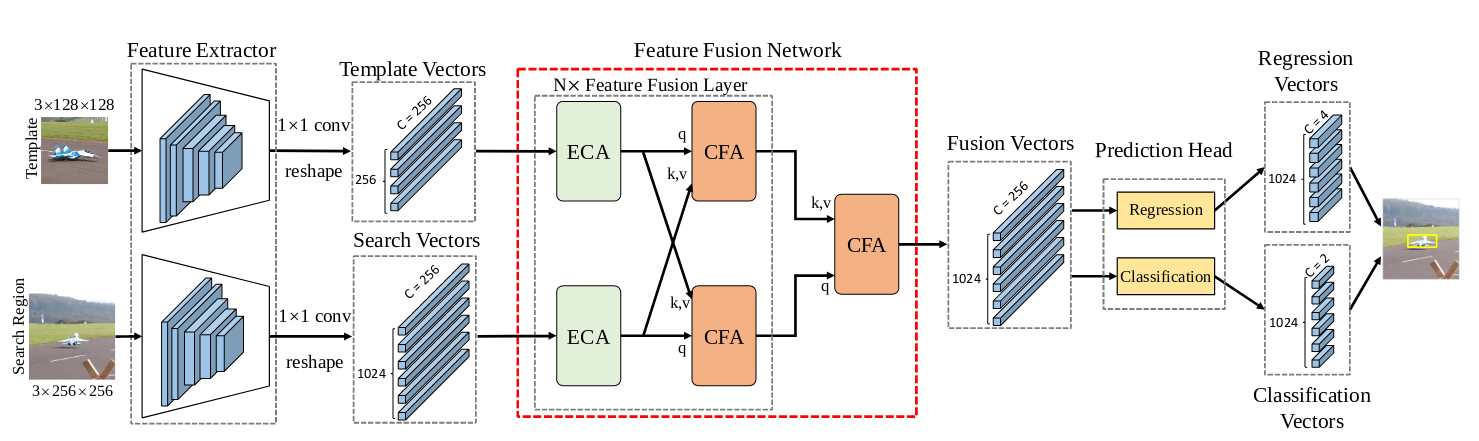 Feature Extractor
3×128×128
Template
Search Region
3×256×256
1×1 conv
reshape
1×1 conv
reshape
Template Vectors
C = 256
256
Search Vectors
C = 256
1024
Feature Fusion Network
N× Feature Fusion Layer
ECA
q
k,v
CFA
ECA
k,v
q
CFA
k,v
q
CFA
Fusion Vectors
C = 256
1024
Prediction Head
Regression
Classification
Regression
Vectors
C = 4
1024
C = 2
1024
Classification
Vectors